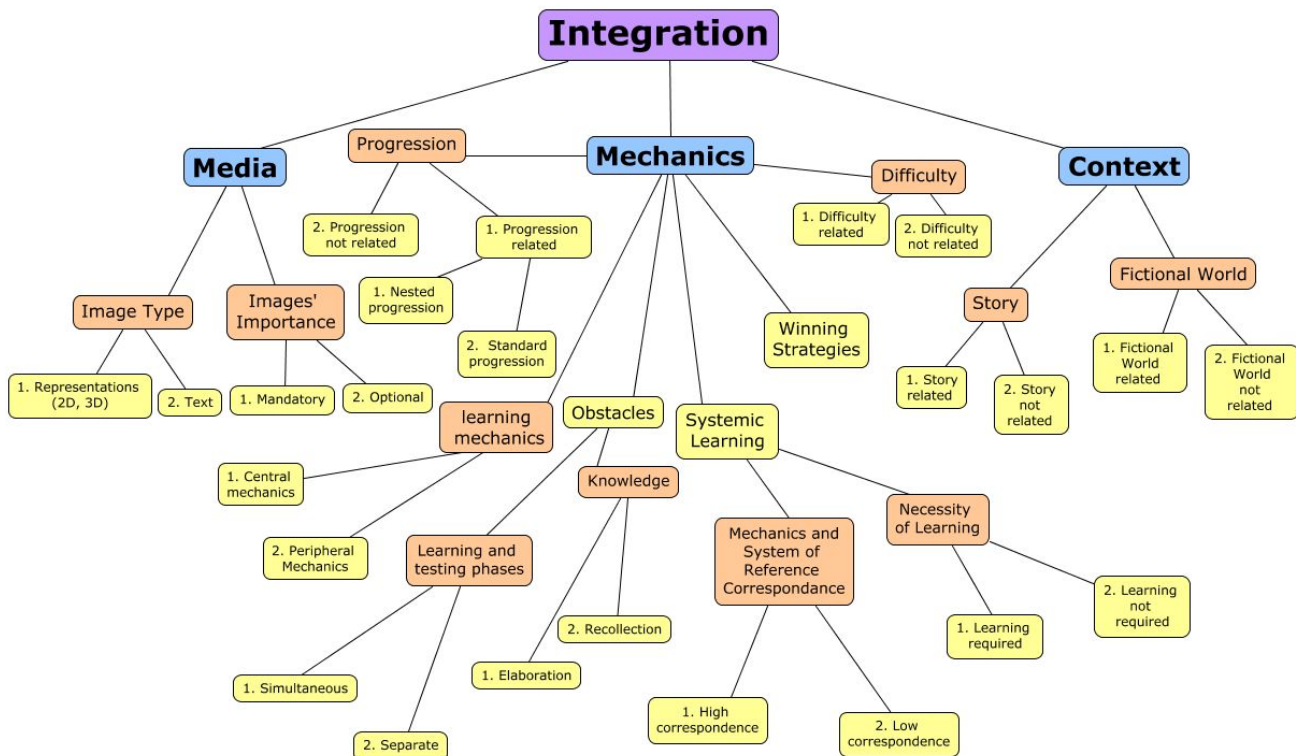 Integration
Media
Progression
Mechanics
Difficulty
Context
2. Progression
not related
1. Progression
related
1. Difficulty
related
2. Difficulty
not related
Image Type
Images'
Importance
1. Nested
progression
2. Standard
progression
Winning
Strategies
Story
Fictional World
1. Representations
(2D, 3D)
2. Text
1. Mandatory
2. Optional
1. Story
related
2. Story
not
related
1. Fictional
World
related
2. Fictional
World
not
related
learning
mechanics
Obstacles
Systemic
Learning
1. Central
mechanics
Knowledge
2. Peripheral
Mechanics
Learning and
testing phases
Mechanics and
System of
Reference
Correspondance
Necessity
of Learning
2. Recollection
1. Elaboration
1. Learning
required
2. Learning
not
required
1. Simultaneous
2. Separate
1. High
correspondence
2. Low
correspondence